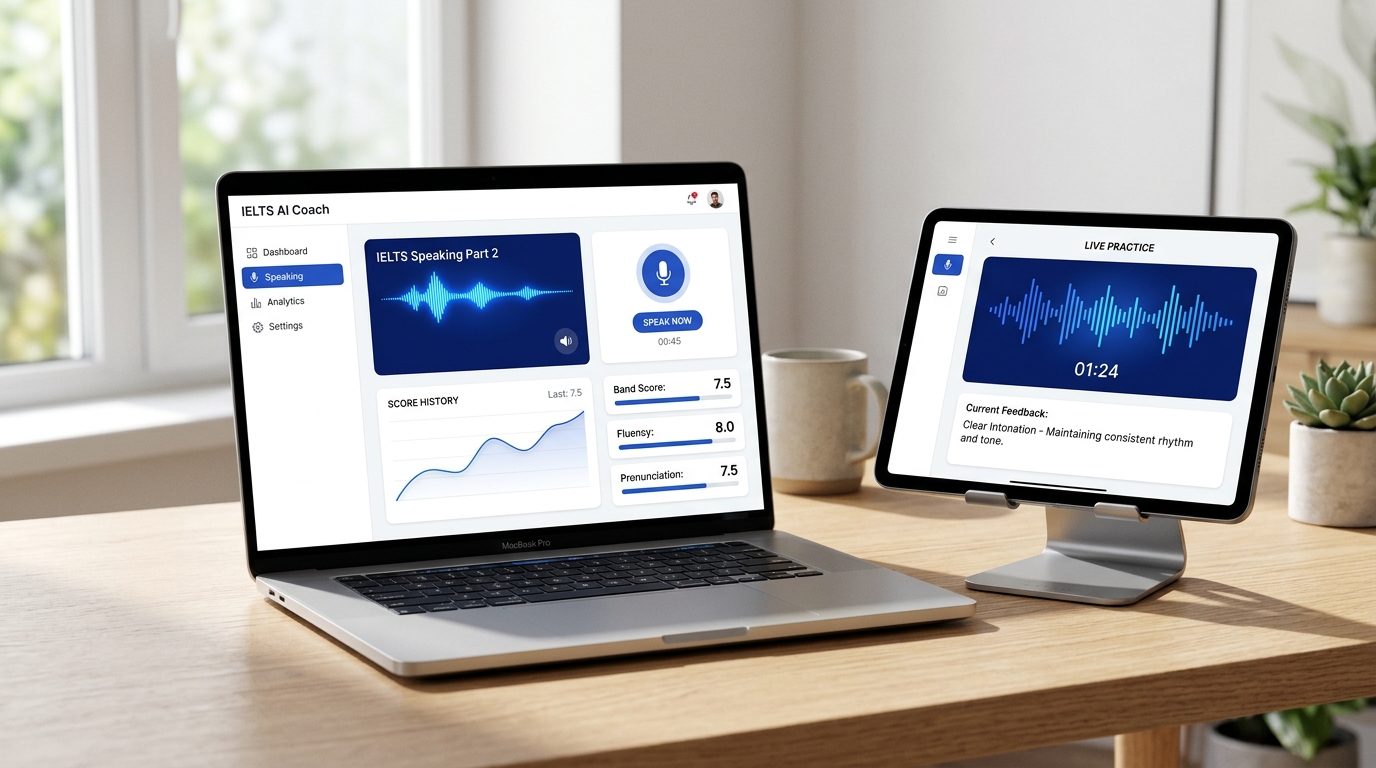 IELTS AI Coach
Dashboard
Speaking
Analytics
Settings
IELTS Speaking Part 2
SPEAK NOW
00:45
SCORE HISTORY
Last: 7.5
Band Score:
7.5
Fluensy:
8.0
Prenunciation:
7.5
MacBook Pro
LIVE PRACTICE
01:24
Current Feedback:
Clear Intonation - Maintaining consistent rhythm
and tone.